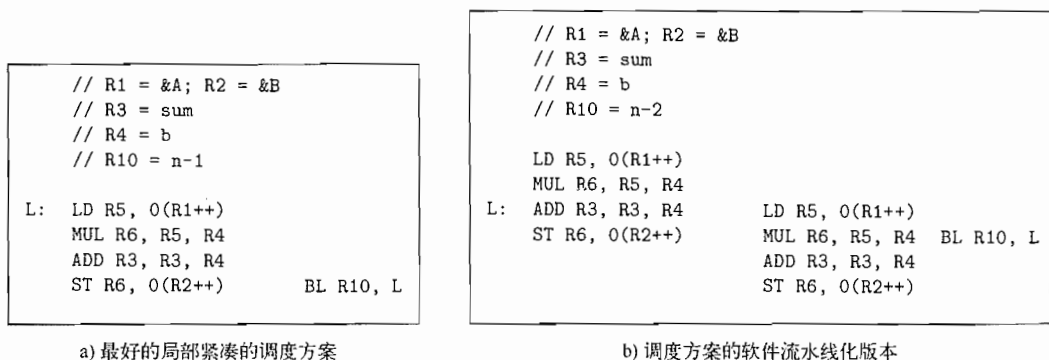 // R1 = &A; R2 = &B
// R3 = sum
// R4 = b
// R10 = n-1
L: LD R5, 0(R1++)
MUL R6, R5, R4
ADD R3, R3, R4
ST R6, 0(R2++) BL R10, L
a) 最好的局部紧凑的调度方案
// R1 = &A; R2 = &B
// R3 = sum
// R4 = b
// R10 = n-2
LD R5, 0(R1++)
MUL R6, R5, R4
L: ADD R3, R3, R4 LD R5, 0(R1++)
ST R6, 0(R2++) MUL R6, R5, R4 BL R10, L
ADD R3, R3, R4
ST R6, 0(R2++)
b) 调度方案的软件流水线化版本